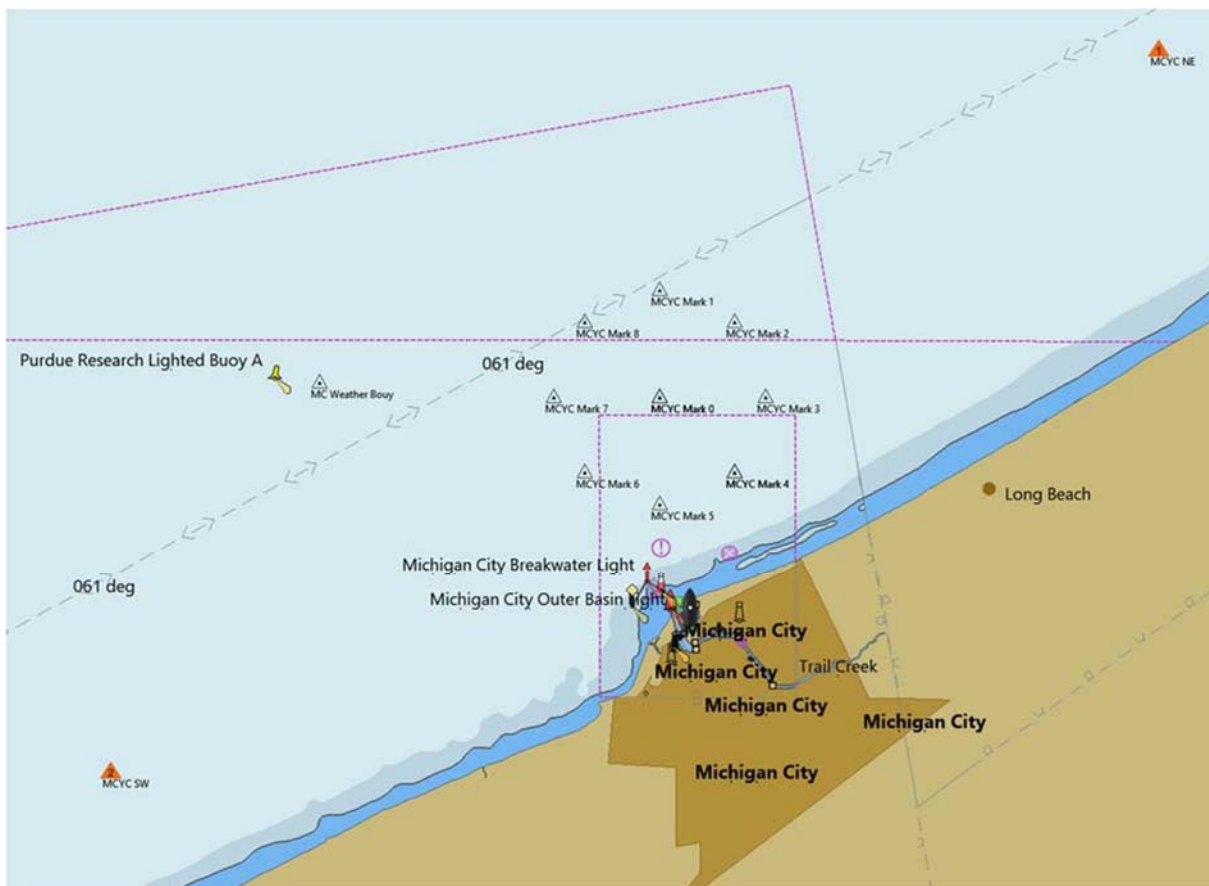 1
MCYC NE
MCYC Mark 1
MCYC Mark 8
MCYC Mark 2
Purdue Research Lighted Buoy A
061 deg
MC Weather Bouy
MCYC Mark 7
MCYC Mark 0
MCYC Mark 3
MCYC Mark 6
MCYC Mark 4
Long Beach
MCYC Mark 5
Michigan City Breakwater Light
061 deg
Michigan City Outer Basin Light
Michigan City
Michigan City
Trail Creek
Michigan City
Michigan City
2
MCYC SW
Michigan City